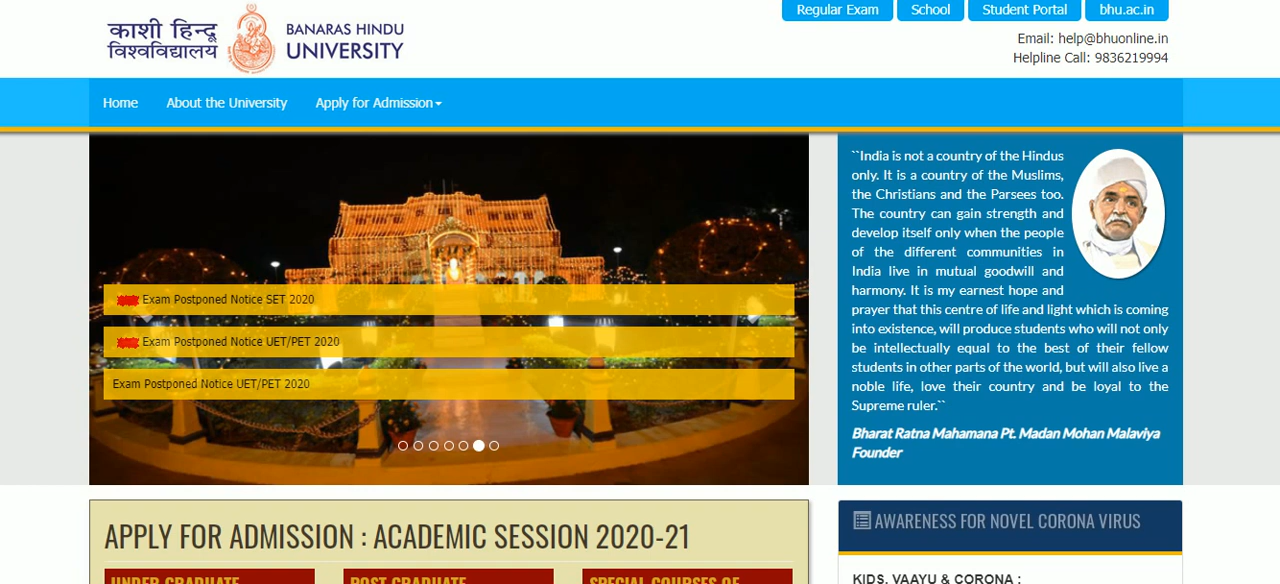 Regular Exam School Student Portal bhu.ac.in
काशी हिन्दू
विश्वविद्यालय
BANARAS HINDU
UNIVERSITY
Email: help@bhuonline.in
Helpline Call: 9836219994
Home About the University Apply for Admission
Exam Postponed Notice SET 2020
Exam Postponed Notice UET/PET 2020
Exam Postponed Notice UET/PET 2020
``India is not a country of the Hindus
only. It is a country of the Muslims,
the Christians and the Parsees too.
The country can gain strength and
develop itself only when the people
of the different communities in
India live in mutual goodwill and
harmony. It is my earnest hope and
prayer that this centre of life and light which is coming
into existence, will produce students who will not only
be intellectually equal to the best of their fellow
students in other parts of the world, but will also live a
noble life, love their country and be loyal to the
Supreme ruler.``
Bharat Ratna Mahamana Pt. Madan Mohan Malaviya
Founder
APPLY FOR ADMISSION : ACADEMIC SESSION 2020-21
UNDER GRADUATE POST GRADUATE SPECIAL COURSES OF
AWARENESS FOR NOVEL CORONA VIRUS
KIDS, VAAYU & CORONA :